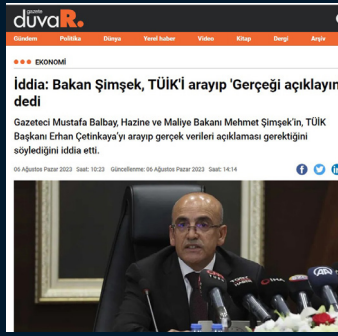 gazete
duvaR.
Gündem Politika Dünya Yerel haber Video Kitap Dergi Arşiv
EKONOMİ
İddia: Bakan Şimşek, TÜİK'İ arayıp 'Gerçeği açıklayın
dedi
Gazeteci Mustafa Balbay, Hazine ve Maliye Bakanı Mehmet Şimşek'in, TÜİK
Başkanı Erhan Çetinkaya'yı arayıp gerçek verileri açıklaması gerektiğini
söylediğini iddia etti.
06 Ağustos Pazar 2023 Saat: 10:23 Güncellenme: 06 Ağustos Pazar 2023 Saat: 14:14
İHA
AA